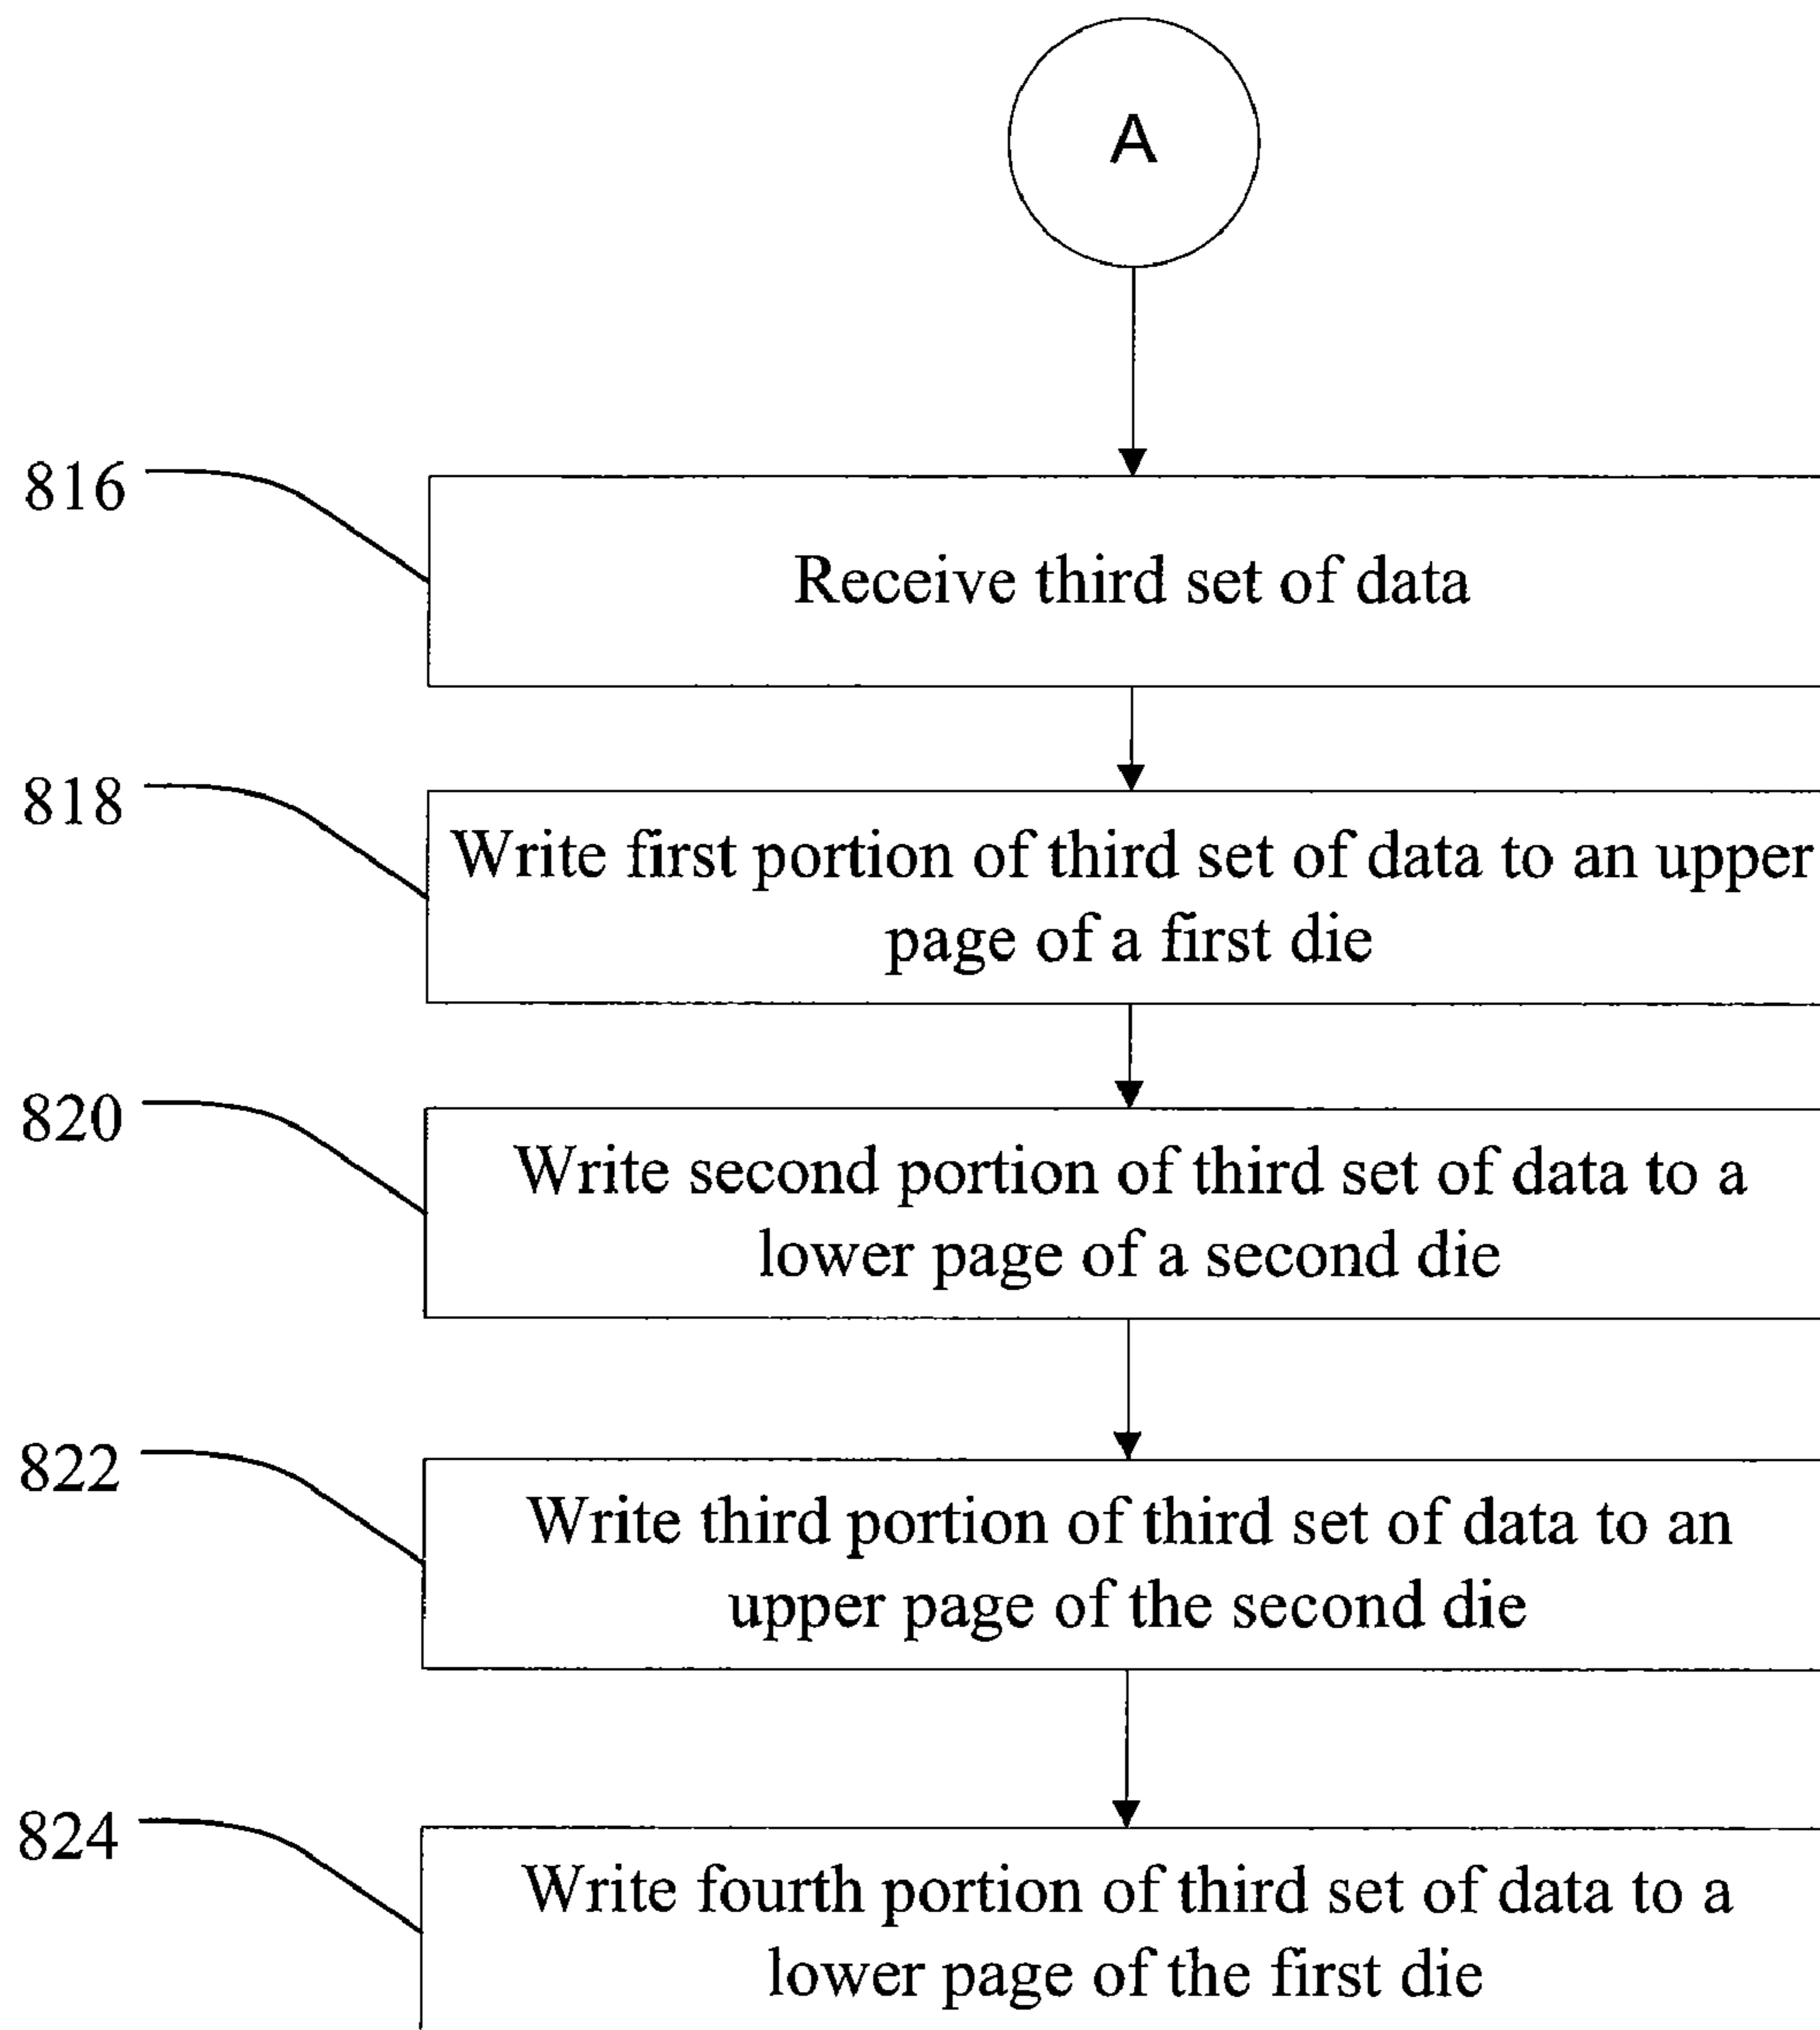 A
816
Receive third set of data
818
Write first portion of third set of data to an upper
page of a first die
820
Write second portion of third set of data to a
lower page of a second die
822
Write third portion of third set of data to an
upper page of the second die
824
Write fourth portion of third set of data to a
lower page of the first die